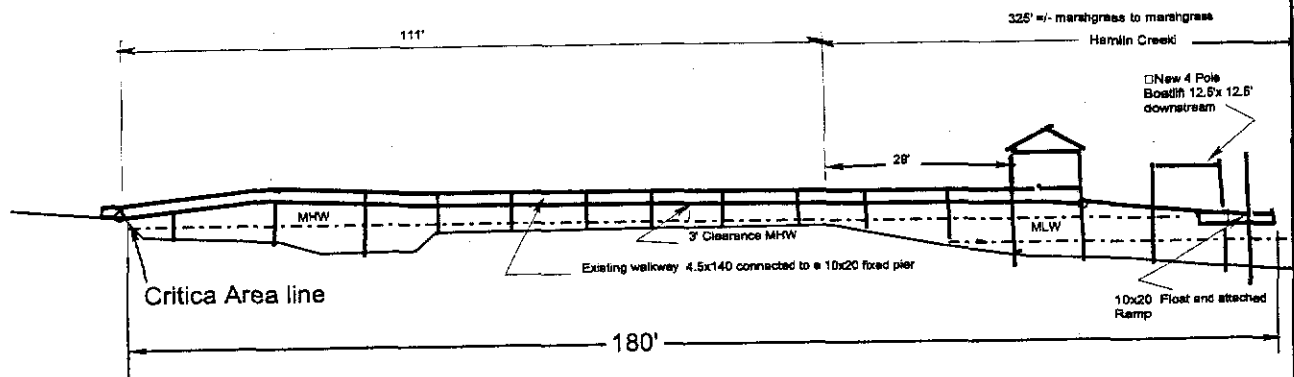 325' =/- marshgrass to marshgrass
111'
Hamlin Creekl
□New 4 Pole
Boatlift 12.5'x 12.5'
downstream
29'
MHW
MLW
3' Clearance MHW
Existing walkway 4.5x140 connected to a 10x20 fixed pier
Critica Area line
10x20 Float and attached
Ramp
180'